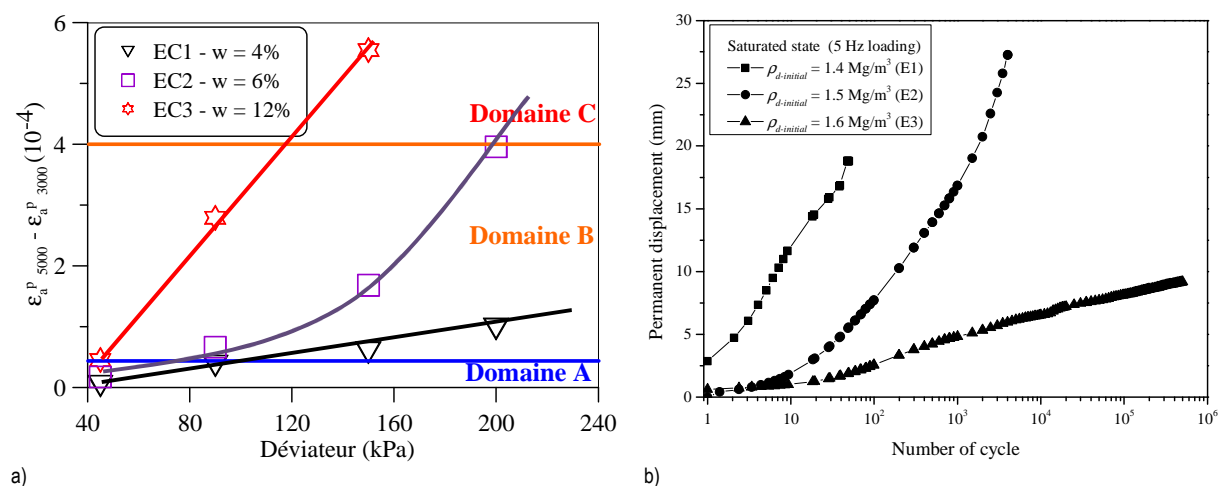 6
4
2
0
ε_a^p 5000 - ε_a^p 3000 (10^-4)
EC1 - w = 4%
EC2 - w = 6%
EC3 - w = 12%
Domaine C
Domaine B
Domaine A
40 80 120 160 200 240
Déviateur (kPa)
a)
30
25
20
15
10
5
0
Permanent displacement (mm)
Saturated state (5 Hz loading)
ρ_d-initial = 1.4 Mg/m³ (E1)
ρ_d-initial = 1.5 Mg/m³ (E2)
ρ_d-initial = 1.6 Mg/m³ (E3)
1 10 10² 10³ 10⁴ 10⁵ 10⁶
Number of cycle
b)